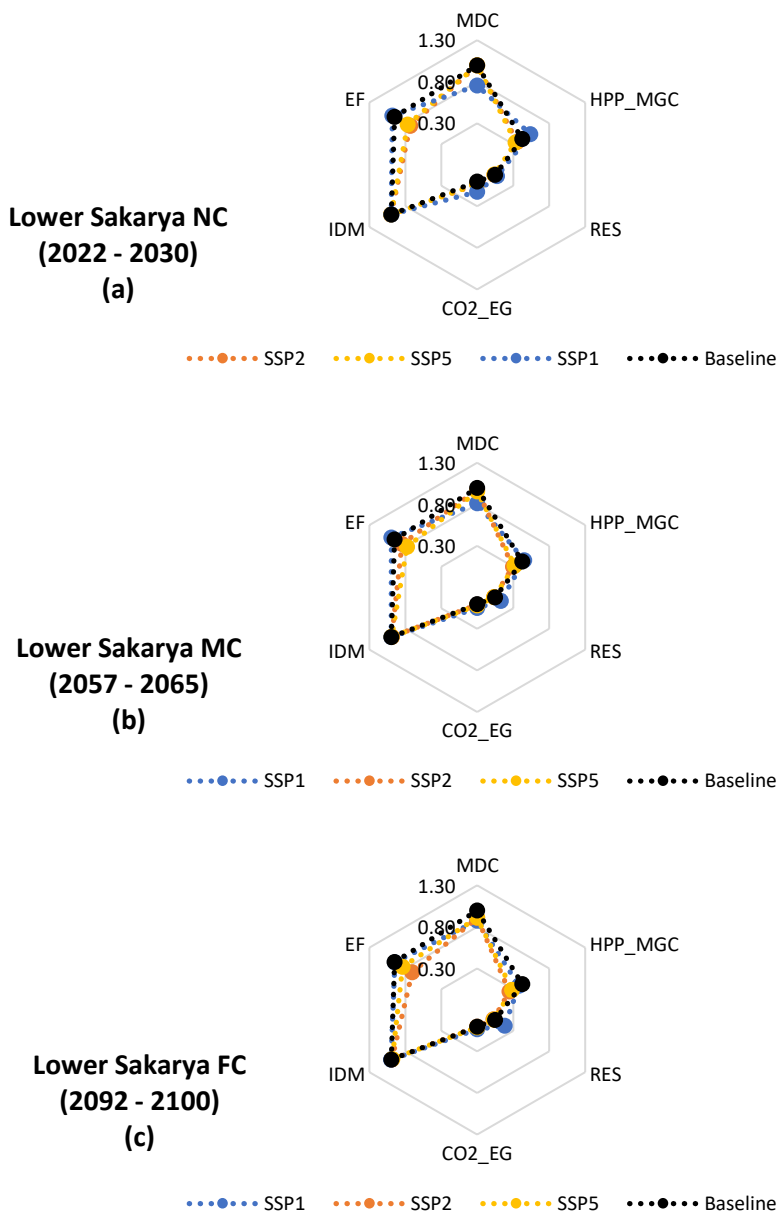 MDC
1.30
0.80
0.30
EF
HPP_MGC
Lower Sakarya NC
(2022 - 2030)
(a)
IDM
RES
CO2_EG
SSP2
SSP5
SSP1
Baseline
MDC
1.30
0.80
0.30
EF
HPP_MGC
Lower Sakarya MC
(2057 - 2065)
(b)
IDM
RES
CO2_EG
SSP1
SSP2
SSP5
Baseline
MDC
1.30
0.80
0.30
EF
HPP_MGC
Lower Sakarya FC
(2092 - 2100)
(c)
IDM
RES
CO2_EG
SSP1
SSP2
SSP5
Baseline